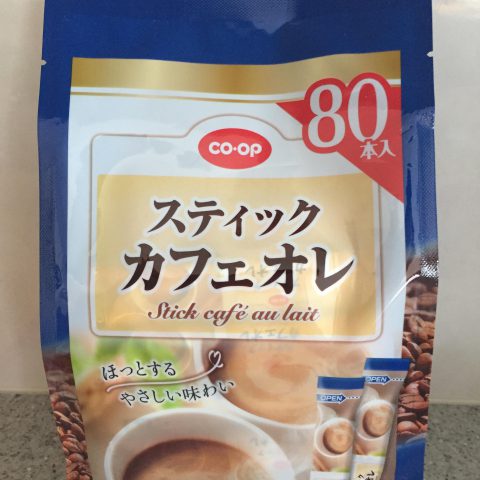 80
本入
CO·OP
スティック
カフェオレ
Stick café au lait
ほっとする
やさしい味わい
OPEN
OPEN